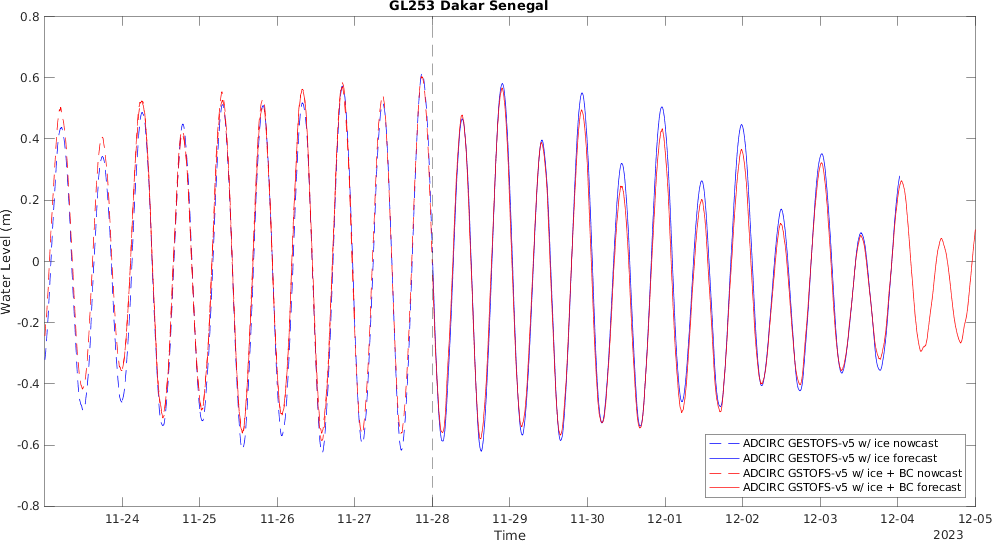 GL253 Dakar Senegal
0.8
0.6
0.4
0.2
0
-0.2
-0.4
-0.6
-0.8
Water Level (m)
ADCIRC GESTOFS-v5 w/ ice nowcast
ADCIRC GESTOFS-v5 w/ ice forecast
ADCIRC GSTOFS-v5 w/ ice + BC nowcast
ADCIRC GSTOFS-v5 w/ ice + BC forecast
11-24 11-25 11-26 11-27 11-28 11-29 11-30 12-01 12-02 12-03 12-04 12-05
Time
2023